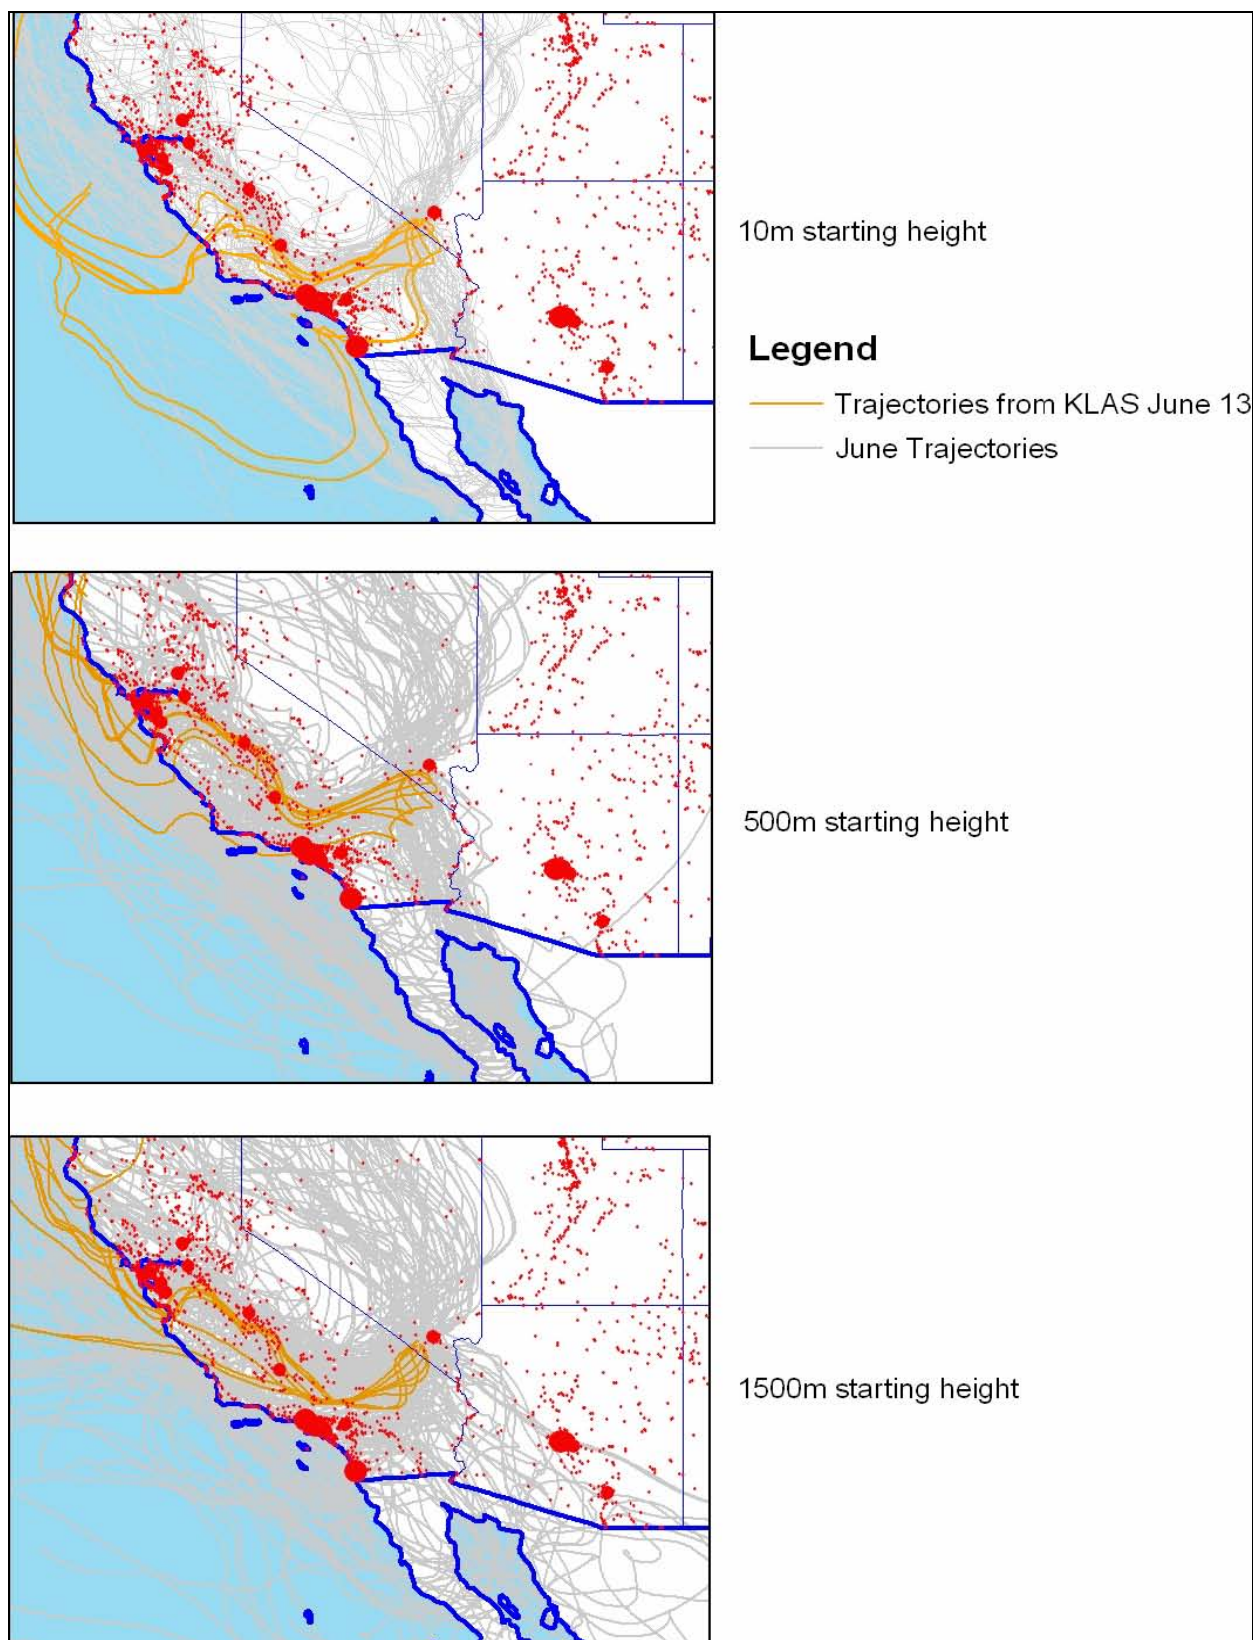 10m starting height
Legend
Trajectories from KLAS June 13
June Trajectories
500m starting height
1500m starting height